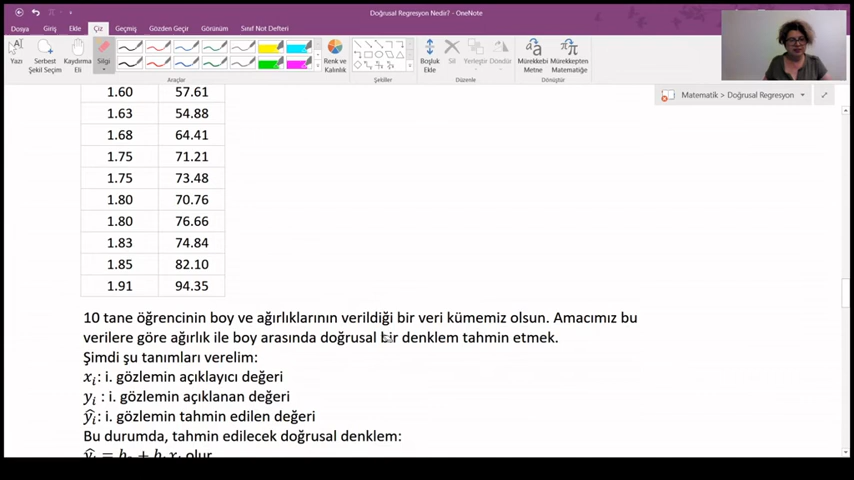 Doğrusal Regresyon Nedir? - OneNote
Dosya Giriş Ekle Çiz Geçmiş Gözden Geçir Görünüm Sınıf Not Defteri
Yazı Serbest Şekil Seçim Kaydırma Eli Silgi Renk ve Kalınlık Boşluk Ekle Sil Yerleştir Döndür Mürekkebi Metne Mürekkepten Matematiğe
Araçlar Şekiller Düzenle Dönüştür
Matematik > Doğrusal Regresyon
1.60 57.61
1.63 54.88
1.68 64.41
1.75 71.21
1.75 73.48
1.80 70.76
1.80 76.66
1.83 74.84
1.85 82.10
1.91 94.35
10 tane öğrencinin boy ve ağırlıklarının verildiği bir veri kümemiz olsun. Amacımız bu
verilere göre ağırlık ile boy arasında doğrusal bir denklem tahmin etmek.
Şimdi şu tanımları verelim:
xᵢ: i. gözlemin açıklayıcı değeri
yᵢ : i. gözlemin açıklanan değeri
ŷᵢ: i. gözlemin tahmin edilen değeri
Bu durumda, tahmin edilecek doğrusal denklem: